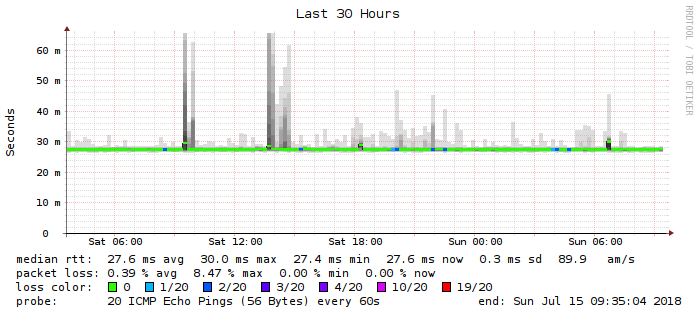 Last 30 Hours
RRDTOOL / TOBI OETIKER
Seconds
60 m
50 m
40 m
30 m
20 m
10 m
0
Sat 06:00 Sat 12:00 Sat 18:00 Sun 00:00 Sun 06:00
median rtt: 27.6 ms avg 30.0 ms max 27.4 ms min 27.6 ms now 0.3 ms sd 89.9 am/s
packet loss: 0.39 % avg 8.47 % max 0.00 % min 0.00 % now
loss color: 0 1/20 2/20 3/20 4/20 10/20 19/20
probe: 20 ICMP Echo Pings (56 Bytes) every 60s end: Sun Jul 15 09:35:04 2018